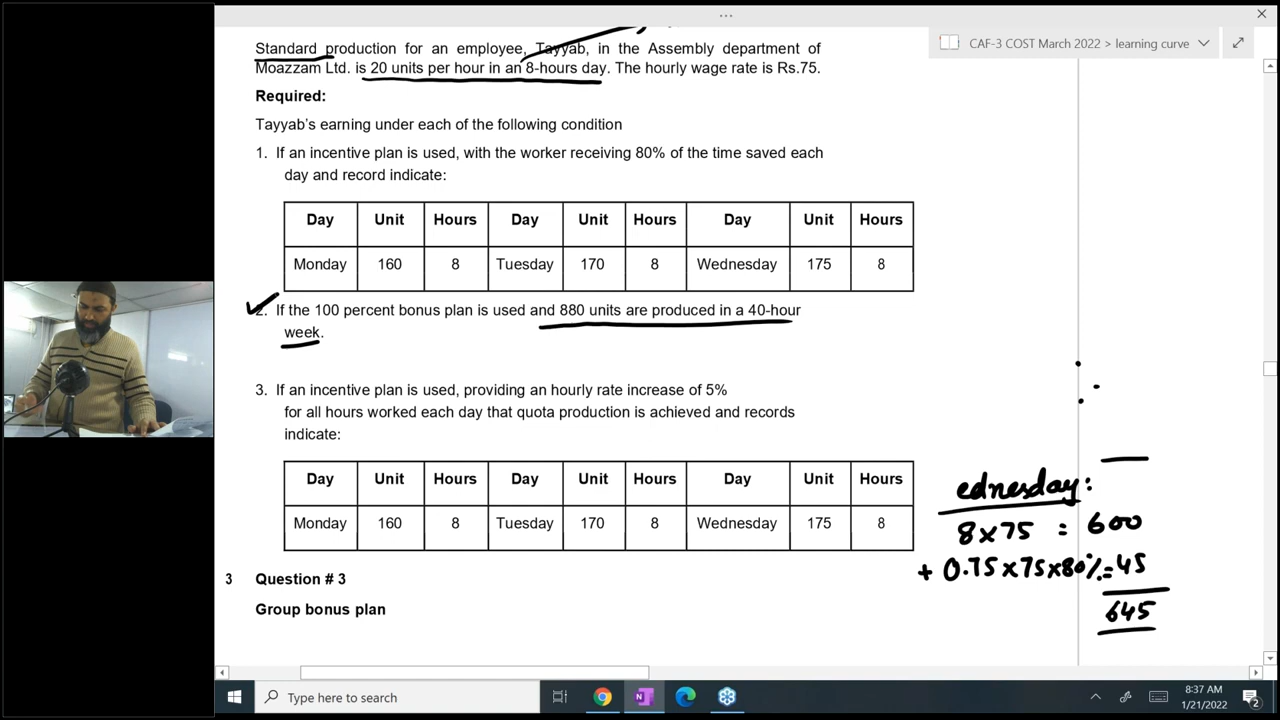 ...
CAF-3 COST March 2022 > learning curve
Standard production for an employee, Tayyab, in the Assembly department of
Moazzam Ltd. is 20 units per hour in an 8-hours day. The hourly wage rate is Rs.75.
Required:
Tayyab's earning under each of the following condition
1. If an incentive plan is used, with the worker receiving 80% of the time saved each
day and record indicate:
Day Unit Hours Day Unit Hours Day Unit Hours
Monday 160 8 Tuesday 170 8 Wednesday 175 8
2. If the 100 percent bonus plan is used and 880 units are produced in a 40-hour
week.
3. If an incentive plan is used, providing an hourly rate increase of 5%
for all hours worked each day that quota production is achieved and records
indicate:
Day Unit Hours Day Unit Hours Day Unit Hours
Monday 160 8 Tuesday 170 8 Wednesday 175 8
ednesday:
8×75 = 600
+ 0.75×75×80%=45
645
3 Question # 3
Group bonus plan
Type here to search
8:37 AM
1/21/2022
2